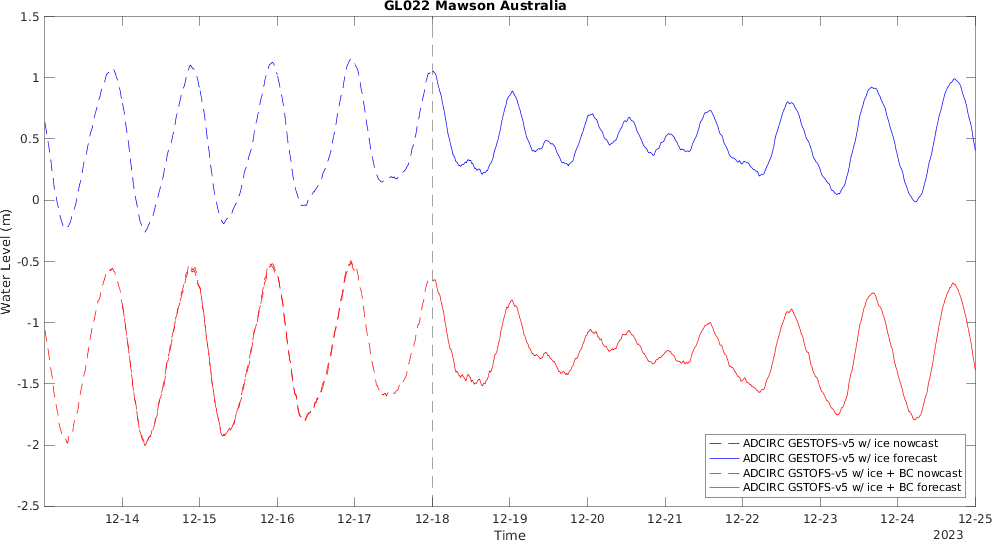 GL022 Mawson Australia
1.5
1
0.5
0
-0.5
-1
-1.5
-2
-2.5
Water Level (m)
ADCIRC GESTOFS-v5 w/ ice nowcast
ADCIRC GESTOFS-v5 w/ ice forecast
ADCIRC GSTOFS-v5 w/ ice + BC nowcast
ADCIRC GSTOFS-v5 w/ ice + BC forecast
12-14 12-15 12-16 12-17 12-18 12-19 12-20 12-21 12-22 12-23 12-24 12-25
Time
2023